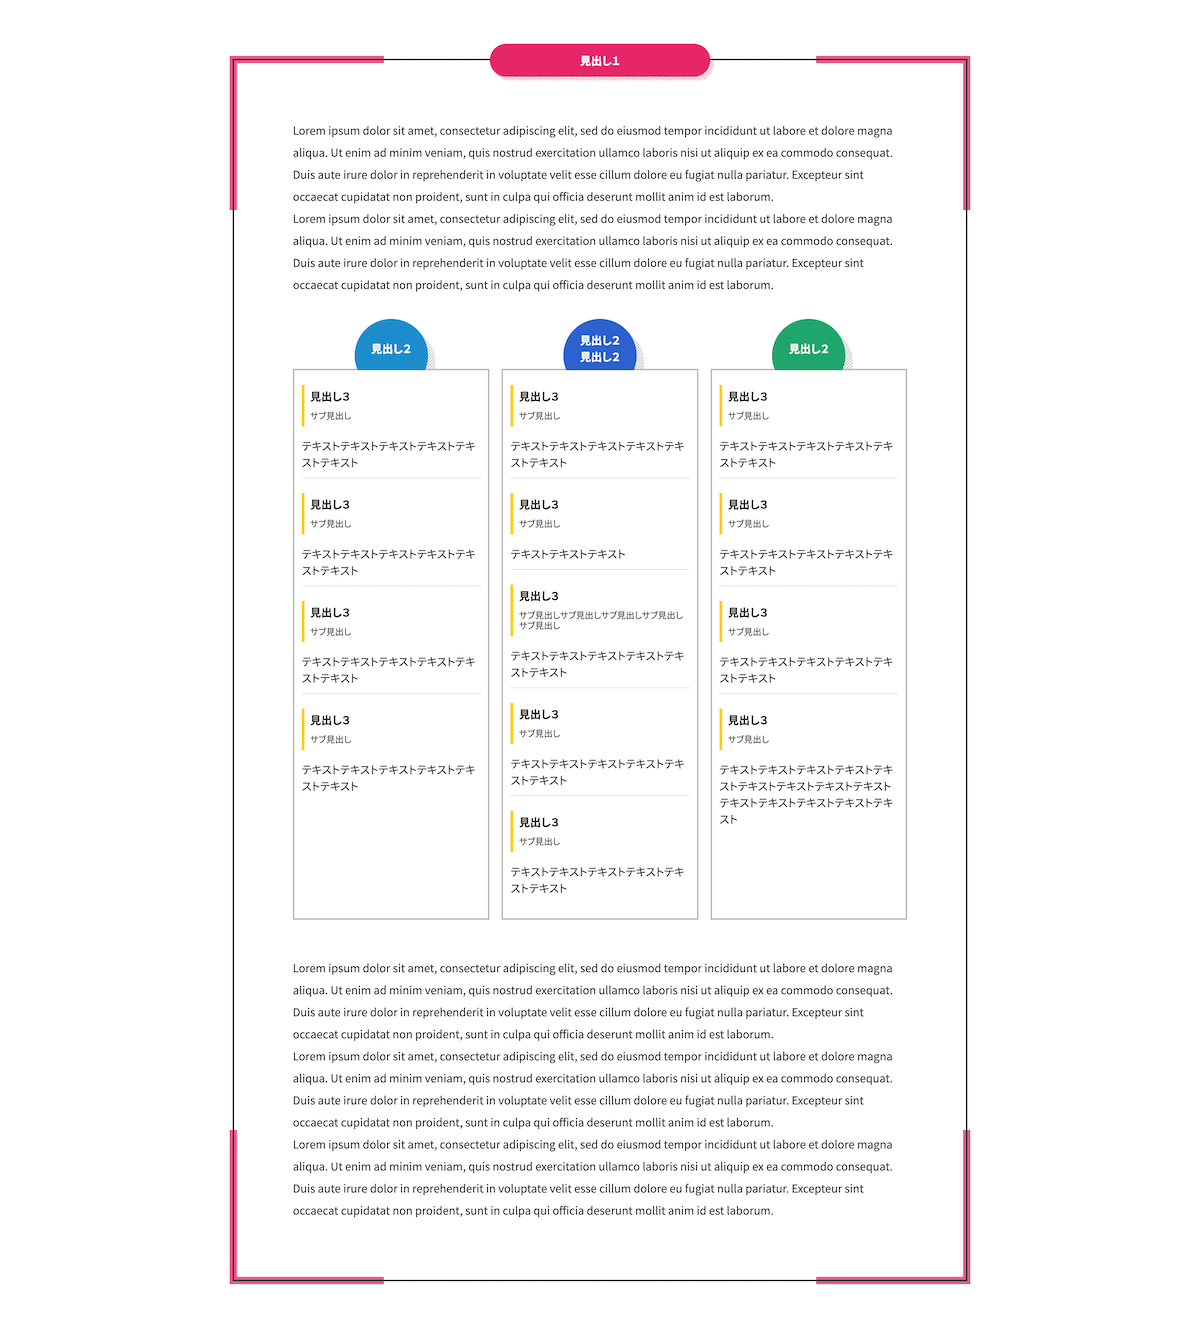 見出し1
Lorem ipsum dolor sit amet, consectetur adipiscing elit, sed do eiusmod tempor incididunt ut labore et dolore magna
aliqua. Ut enim ad minim veniam, quis nostrud exercitation ullamco laboris nisi ut aliquip ex ea commodo consequat.
Duis aute irure dolor in reprehenderit in voluptate velit esse cillum dolore eu fugiat nulla pariatur. Excepteur sint
occaecat cupidatat non proident, sunt in culpa qui officia deserunt mollit anim id est laborum.
Lorem ipsum dolor sit amet, consectetur adipiscing elit, sed do eiusmod tempor incididunt ut labore et dolore magna
aliqua. Ut enim ad minim veniam, quis nostrud exercitation ullamco laboris nisi ut aliquip ex ea commodo consequat.
Duis aute irure dolor in reprehenderit in voluptate velit esse cillum dolore eu fugiat nulla pariatur. Excepteur sint
occaecat cupidatat non proident, sunt in culpa qui officia deserunt mollit anim id est laborum.
見出し2
見出し3
サブ見出し
テキストテキストテキストテキストテキ
ストテキスト
見出し3
サブ見出し
テキストテキストテキストテキストテキ
ストテキスト
見出し3
サブ見出し
テキストテキストテキストテキストテキ
ストテキスト
見出し3
サブ見出し
テキストテキストテキストテキストテキ
ストテキスト
見出し2
見出し2
見出し3
サブ見出し
テキストテキストテキストテキストテキ
ストテキスト
見出し3
サブ見出し
テキストテキストテキスト
見出し3
サブ見出しサブ見出しサブ見出しサブ見出し
サブ見出し
テキストテキストテキストテキストテキ
ストテキスト
見出し3
サブ見出し
テキストテキストテキストテキストテキ
ストテキスト
見出し3
サブ見出し
テキストテキストテキストテキストテキ
ストテキスト
見出し2
見出し3
サブ見出し
テキストテキストテキストテキストテキ
ストテキスト
見出し3
サブ見出し
テキストテキストテキストテキストテキ
ストテキスト
見出し3
サブ見出し
テキストテキストテキストテキストテキ
ストテキスト
見出し3
サブ見出し
テキストテキストテキストテキストテキ
ストテキストテキストテキストテキスト
テキストテキストテキストテキストテキ
スト
Lorem ipsum dolor sit amet, consectetur adipiscing elit, sed do eiusmod tempor incididunt ut labore et dolore magna
aliqua. Ut enim ad minim veniam, quis nostrud exercitation ullamco laboris nisi ut aliquip ex ea commodo consequat.
Duis aute irure dolor in reprehenderit in voluptate velit esse cillum dolore eu fugiat nulla pariatur. Excepteur sint
occaecat cupidatat non proident, sunt in culpa qui officia deserunt mollit anim id est laborum.
Lorem ipsum dolor sit amet, consectetur adipiscing elit, sed do eiusmod tempor incididunt ut labore et dolore magna
aliqua. Ut enim ad minim veniam, quis nostrud exercitation ullamco laboris nisi ut aliquip ex ea commodo consequat.
Duis aute irure dolor in reprehenderit in voluptate velit esse cillum dolore eu fugiat nulla pariatur. Excepteur sint
occaecat cupidatat non proident, sunt in culpa qui officia deserunt mollit anim id est laborum.
Lorem ipsum dolor sit amet, consectetur adipiscing elit, sed do eiusmod tempor incididunt ut labore et dolore magna
aliqua. Ut enim ad minim veniam, quis nostrud exercitation ullamco laboris nisi ut aliquip ex ea commodo consequat.
Duis aute irure dolor in reprehenderit in voluptate velit esse cillum dolore eu fugiat nulla pariatur. Excepteur sint
occaecat cupidatat non proident, sunt in culpa qui officia deserunt mollit anim id est laborum.